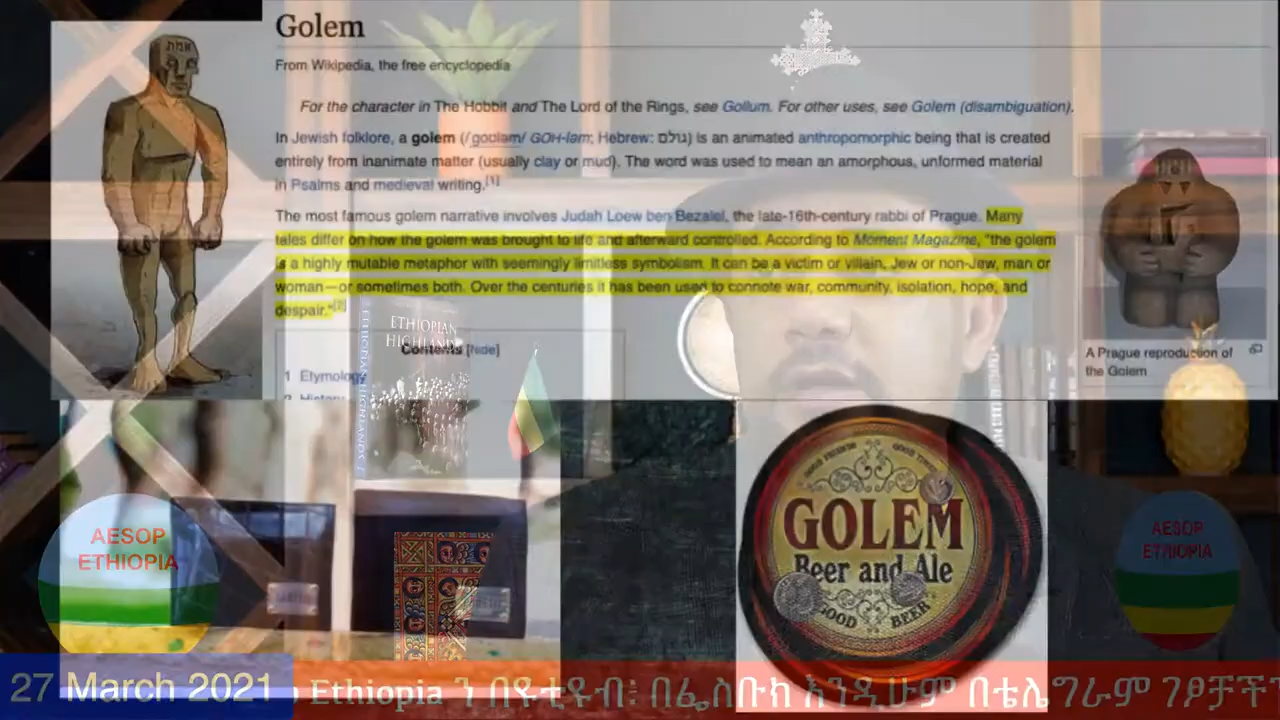 Golem
From Wikipedia, the free encyclopedia
For the character in The Hobbit and The Lord of the Rings, see Gollum. For other uses, see Golem (disambiguation).
In Jewish folklore, a golem (/ˈɡoʊləm/ GOH-ləm; Hebrew: גולם) is an animated anthropomorphic being that is created
entirely from inanimate matter (usually clay or mud). The word was used to mean an amorphous, unformed material
in Psalms and medieval writing.[1]
The most famous golem narrative involves Judah Loew ben Bezalel, the late-16th-century rabbi of Prague. Many
tales differ on how the golem was brought to life and afterward controlled. According to Moment Magazine, "the golem
is a highly mutable metaphor with seemingly limitless symbolism. It can be a victim or villain, Jew or non-Jew, man or
woman—or sometimes both. Over the centuries it has been used to connote war, community, isolation, hope, and
despair."[2]
Contents [hide]
1 Etymology
2 History
אמת
A Prague reproduction of
the Golem
ETHIOPIAN
HIGHLANDS
ETHIOPIAN HIGHLANDS
AESOP
ETHIOPIA
GOOD FRIENDS GOOD TIMES
GOLEM
Beer and Ale
GOOD BEER
AESOP
ETHIOPIA
27 March 2021
Ethiopia ን በዩቲዩብ፤ በፌስቡክ እንዲሁም በቴሌግራም ገፆቻችን